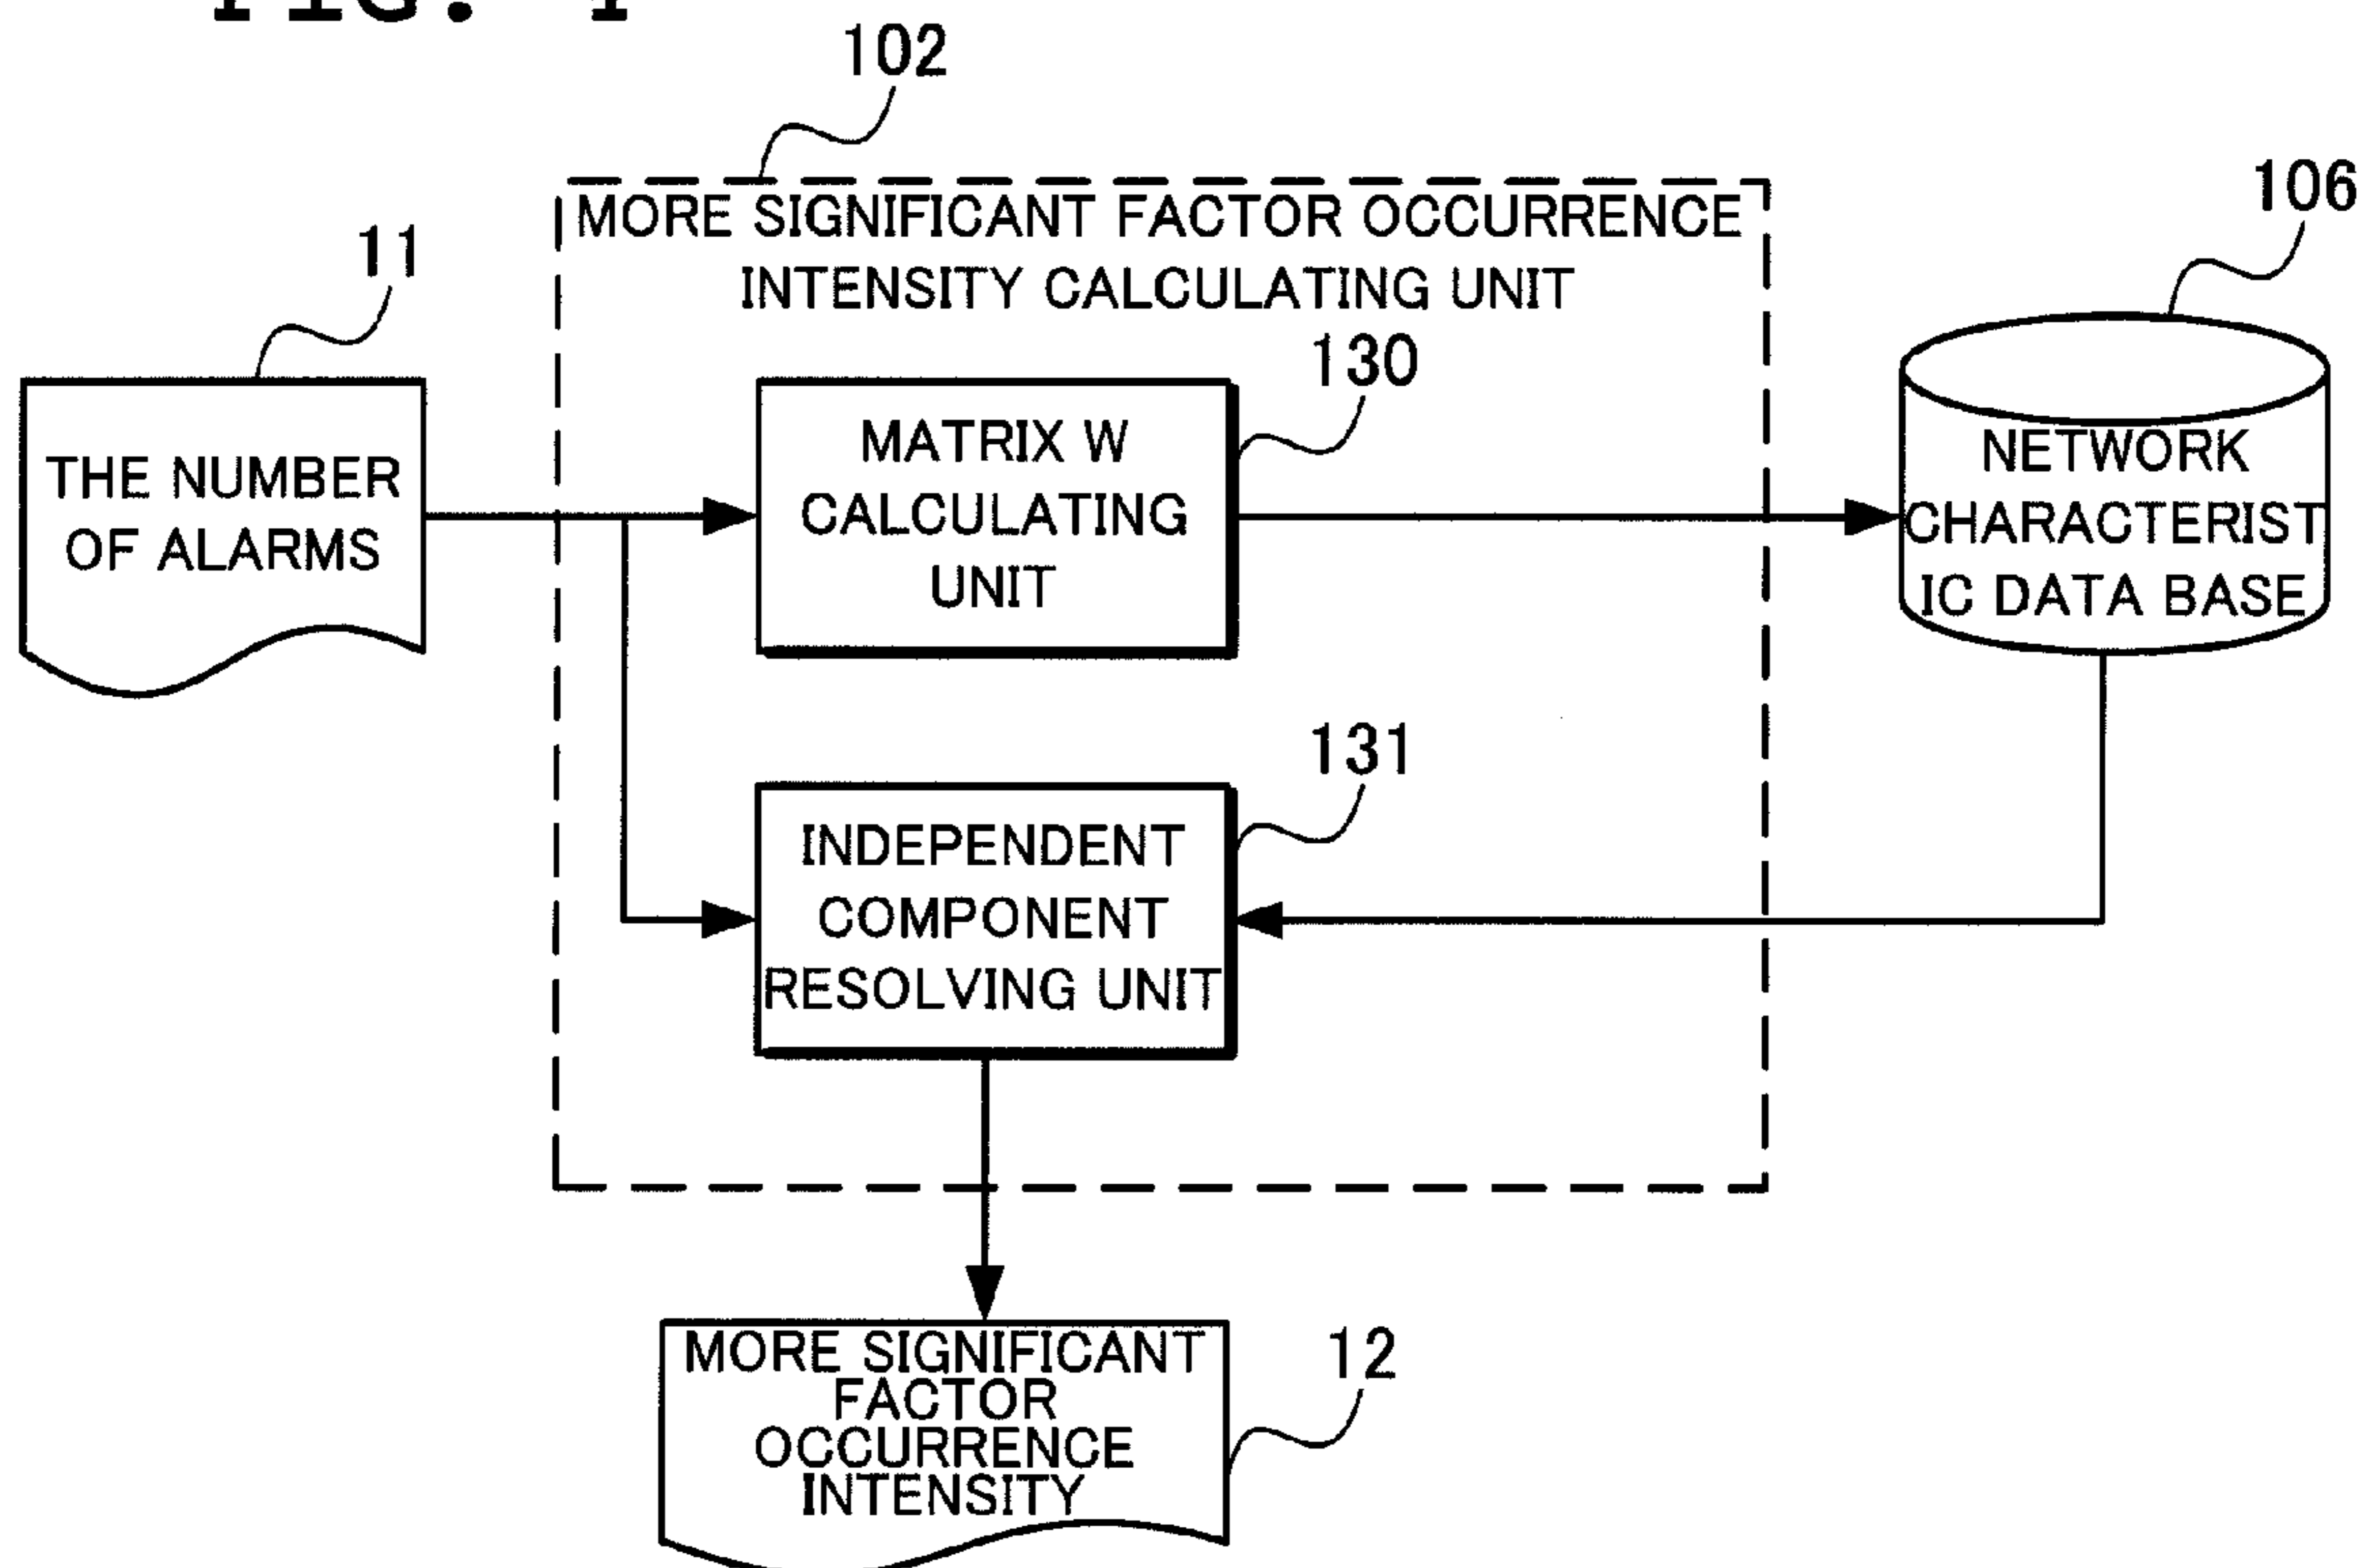 FIG.
102
106
MORE SIGNIFICANT FACTOR OCCURRENCE
INTENSITY CALCULATING UNIT
11
130
THE NUMBER
OF ALARMS
MATRIX W
CALCULATING
UNIT
NETWORK
CHARACTERIST
IC DATA BASE
131
INDEPENDENT
COMPONENT
RESOLVING UNIT
12
MORE SIGNIFICANT
FACTOR
OCCURRENCE
INTENSITY